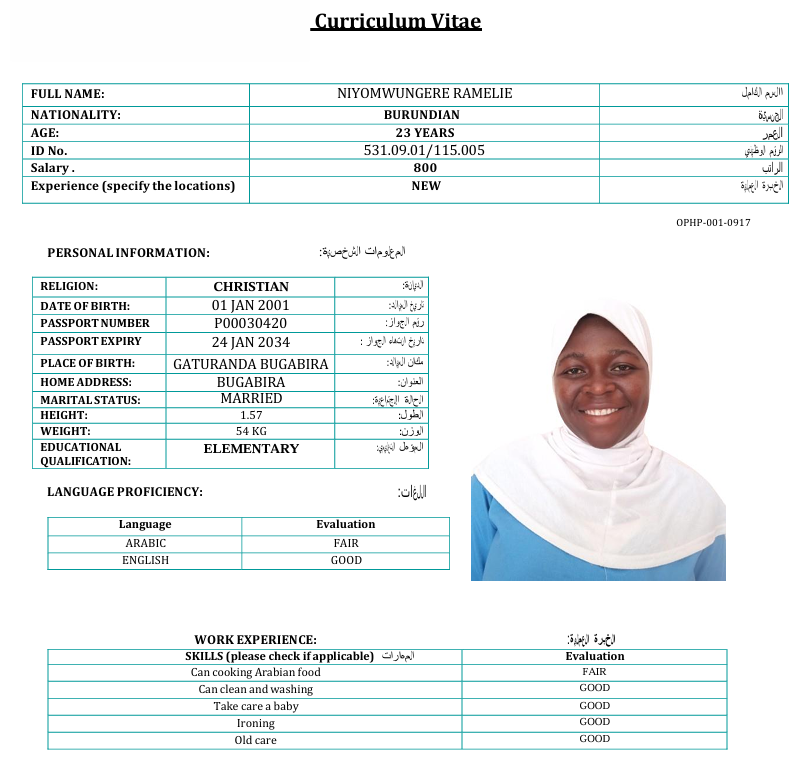 Curriculum Vitae
FULL NAME: NIYOMWUNGERE RAMELIE الاسم الكامل
NATIONALITY: BURUNDIAN الجنسية
AGE: 23 YEARS العمر
ID No. 531.09.01/115.005 الرقم الوظيفي
Salary . 800 الراتب
Experience (specify the locations) NEW الخبرة العملية
OPHP-001-0917
PERSONAL INFORMATION: المعلومات الشخصية:
RELIGION: CHRISTIAN الديانة:
DATE OF BIRTH: 01 JAN 2001 تاريخ الميلاد:
PASSPORT NUMBER P00030420 رقم الجواز:
PASSPORT EXPIRY 24 JAN 2034 تاريخ انتهاء الجواز :
PLACE OF BIRTH: GATURANDA BUGABIRA مكان الميلاد:
HOME ADDRESS: BUGABIRA العنوان:
MARITAL STATUS: MARRIED الحالة الاجتماعية:
HEIGHT: 1.57 الطول:
WEIGHT: 54 KG الوزن:
EDUCATIONAL QUALIFICATION: ELEMENTARY المؤهل التعليمي:
LANGUAGE PROFICIENCY: اللغات:
Language Evaluation
ARABIC FAIR
ENGLISH GOOD
WORK EXPERIENCE: الخبرة العملية:
SKILLS (please check if applicable) المهارات Evaluation
Can cooking Arabian food FAIR
Can clean and washing GOOD
Take care a baby GOOD
Ironing GOOD
Old care GOOD